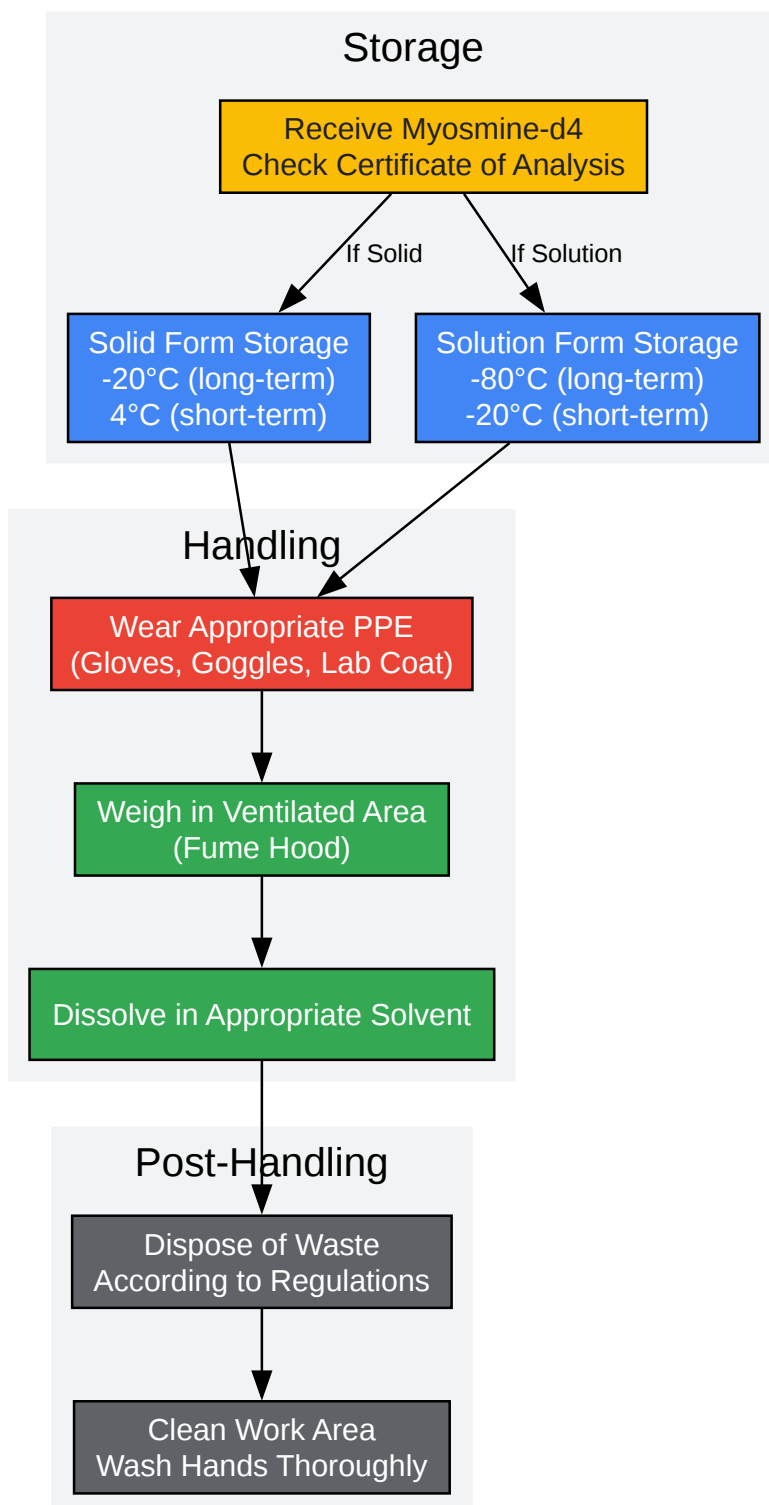 Storage
Receive Myosmine-d4
Check Certificate of Analysis
If Solid
If Solution
Solid Form Storage
-20°C (long-term)
4°C (short-term)
Solution Form Storage
-80°C (long-term)
-20°C (short-term)
Handling
Wear Appropriate PPE
(Gloves, Goggles, Lab Coat)
Weigh in Ventilated Area
(Fume Hood)
Dissolve in Appropriate Solvent
Post-Handling
Dispose of Waste
According to Regulations
Clean Work Area
Wash Hands Thoroughly